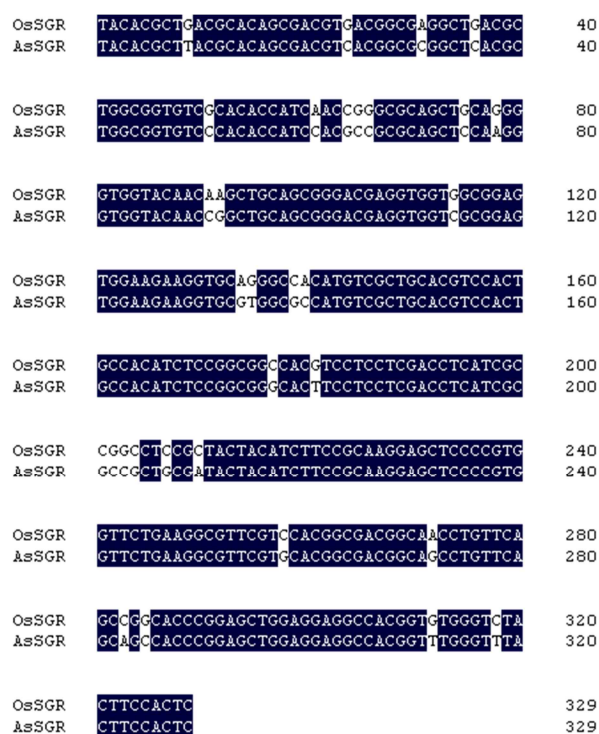 OsSGR TACACGCTGACGCACAGCGACGTGACGGCGAGGCTGACGC 40
AsSGR TACACGCTTACGCACAGCGACGTCACGGCGCGGCTCACGC 40
OsSGR TGGCGGTGTCGCACACCATCAACCGGGCGCAGCTGCAGGG 80
AsSGR TGGCGGTGTCCCACACCATCCACGCCGCGCAGCTCCAAGG 80
OsSGR GTGGTACAACAAGCTGCAGCGGGACGAGGTGGTGGCGGAG 120
AsSGR GTGGTACAACCGGCTGCAGCGGGACGAGGTGGTCGCGGAG 120
OsSGR TGGAAGAAGGTGCAGGGCCACATGTCGCTGCACGTCCACT 160
AsSGR TGGAAGAAGGTGCGTGGCGCCATGTCGCTGCACGTCCACT 160
OsSGR GCCACATCTCCGGCGGCCACGTCCTCCTCGACCTCATCGC 200
AsSGR GCCACATCTCCGGCGGGCACTTCCTCCTCGACCTCATCGC 200
OsSGR CGGCCTCCGCTACTACATCTTCCGCAAGGAGCTCCCCGTG 240
AsSGR GCCGCTGCGATACTACATCTTCCGCAAGGAGCTCCCCGTG 240
OsSGR GTTCTGAAGGCGTTCGTCCACGGCGACGGCAACCTGTTCA 280
AsSGR GTTCTGAAGGCGTTCGTGCACGGCGACGGCAGCCTGTTCA 280
OsSGR GCCGGCACCCGGAGCTGGAGGAGGCCACGGTGTGGGTCTA 320
AsSGR GCAGCCACCCGGAGCTGGAGGAGGCCACGGTTTGGGTTTA 320
OsSGR CTTCCACTC 329
AsSGR CTTCCACTC 329